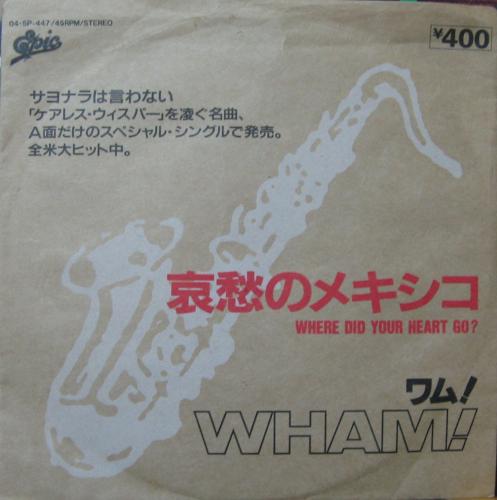 04・5P-447/45RPM/STEREO
Epic
¥400
サヨナラは言わない
「ケアレス・ウィスパー」を凌ぐ名曲、
A面だけのスペシャル・シングルで発売。
全米大ヒット中。
哀愁のメキシコ
WHERE DID YOUR HEART GO?
ワム!
WHAM!